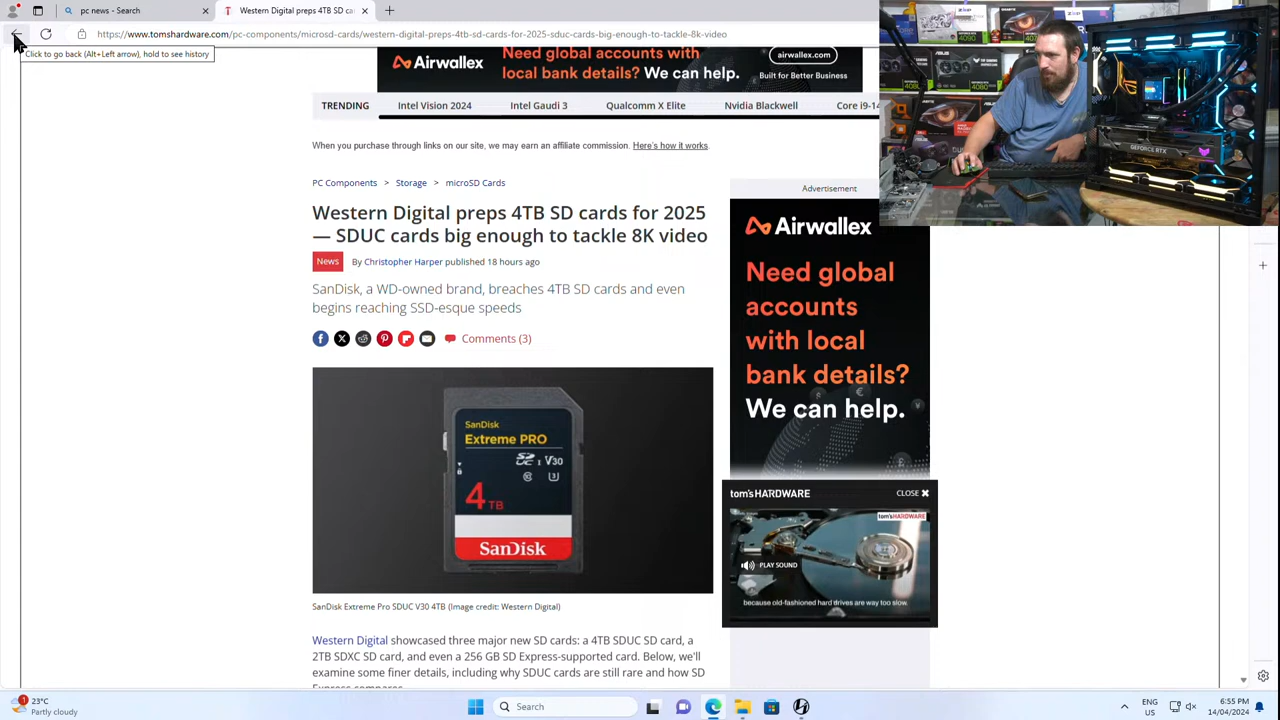 pc news - Search
Western Digital preps 4TB SD ca
https://www.tomshardware.com/pc-components/microsd-cards/western-digital-preps-4tb-sd-cards-for-2025-sduc-cards-big-enough-to-tackle-8k-video
Click to go back (Alt+Left arrow), hold to see history
Airwallex
Need global accounts with
local bank details? We can help.
airwallex.com
Built for Better Business
TRENDING
Intel Vision 2024
Intel Gaudi 3
Qualcomm X Elite
Nvidia Blackwell
Core i9-14
When you purchase through links on our site, we may earn an affiliate commission. Here's how it works.
PC Components > Storage > microSD Cards
Western Digital preps 4TB SD cards for 2025
— SDUC cards big enough to tackle 8K video
News By Christopher Harper published 18 hours ago
SanDisk, a WD-owned brand, breaches 4TB SD cards and even
begins reaching SSD-esque speeds
Comments (3)
SanDisk
Extreme PRO
V30
4 TB
SanDisk
SanDisk Extreme Pro SDUC V30 4TB (Image credit: Western Digital)
Western Digital showcased three major new SD cards: a 4TB SDUC SD card, a
2TB SDXC SD card, and even a 256 GB SD Express-supported card. Below, we'll
examine some finer details, including why SDUC cards are still rare and how SD
Express compares.
Advertisement
Airwallex
Need global
accounts
with local
bank details?
We can help.
tom'sHARDWARE
CLOSE ✖
tom'sHARDWARE
PLAY SOUND
because old-fashioned hard drives are way too slow.
GEFORCE RTX
23°C
Partly cloudy
Search
ENG
US
6:55 PM
14/04/2024